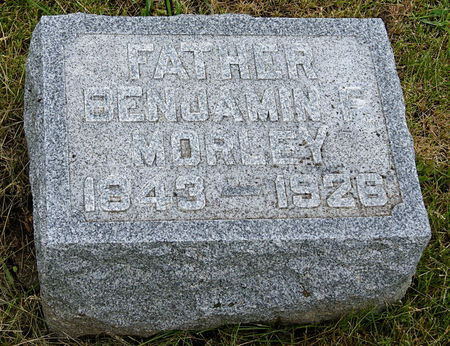 FATHER
BENJAMIN F
MORLEY
1843 — 1926